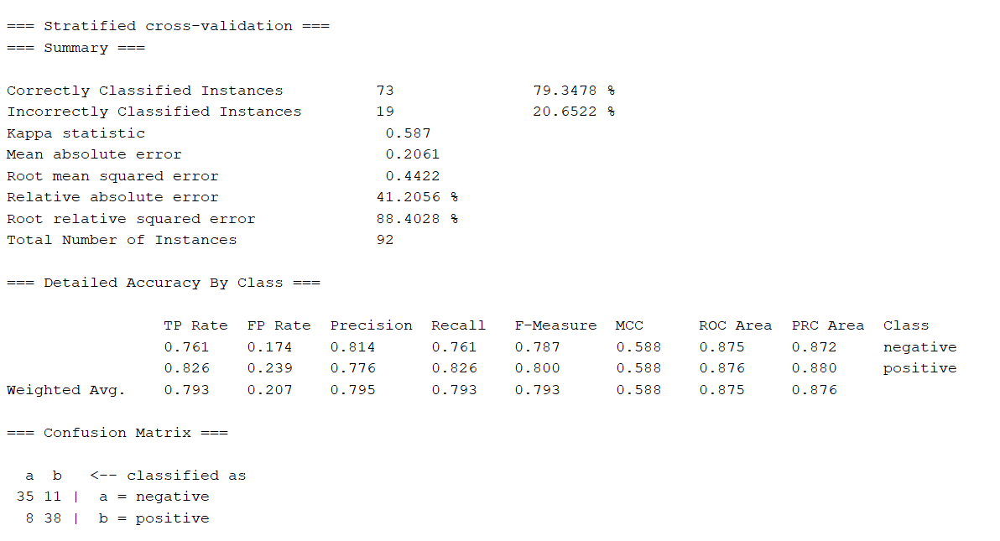 === Stratified cross-validation ===
=== Summary ===
Correctly Classified Instances 73 79.3478 %
Incorrectly Classified Instances 19 20.6522 %
Kappa statistic 0.587
Mean absolute error 0.2061
Root mean squared error 0.4422
Relative absolute error 41.2056 %
Root relative squared error 88.4028 %
Total Number of Instances 92
=== Detailed Accuracy By Class ===
TP Rate FP Rate Precision Recall F-Measure MCC ROC Area PRC Area Class
0.761 0.174 0.814 0.761 0.787 0.588 0.875 0.872 negative
0.826 0.239 0.776 0.826 0.800 0.588 0.876 0.880 positive
Weighted Avg. 0.793 0.207 0.795 0.793 0.793 0.588 0.875 0.876
=== Confusion Matrix ===
a b <-- classified as
35 11 | a = negative
8 38 | b = positive